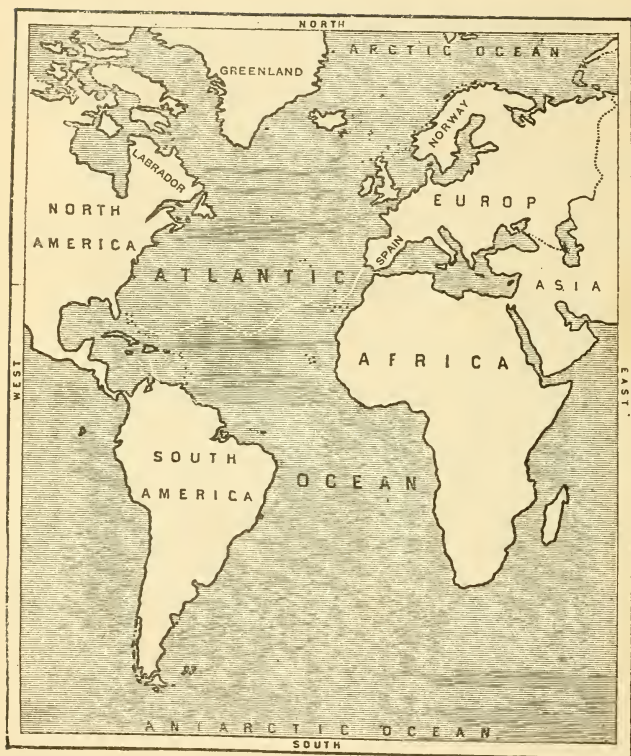 NORTH
ARCTIC OCEAN
GREENLAND
NORWAY
LABRADOR
NORTH
AMERICA
EUROP
SPAIN
ATLANTIC
ASIA
AFRICA
WEST
EAST
SOUTH
AMERICA
OCEAN
ANTARCTIC OCEAN
SOUTH